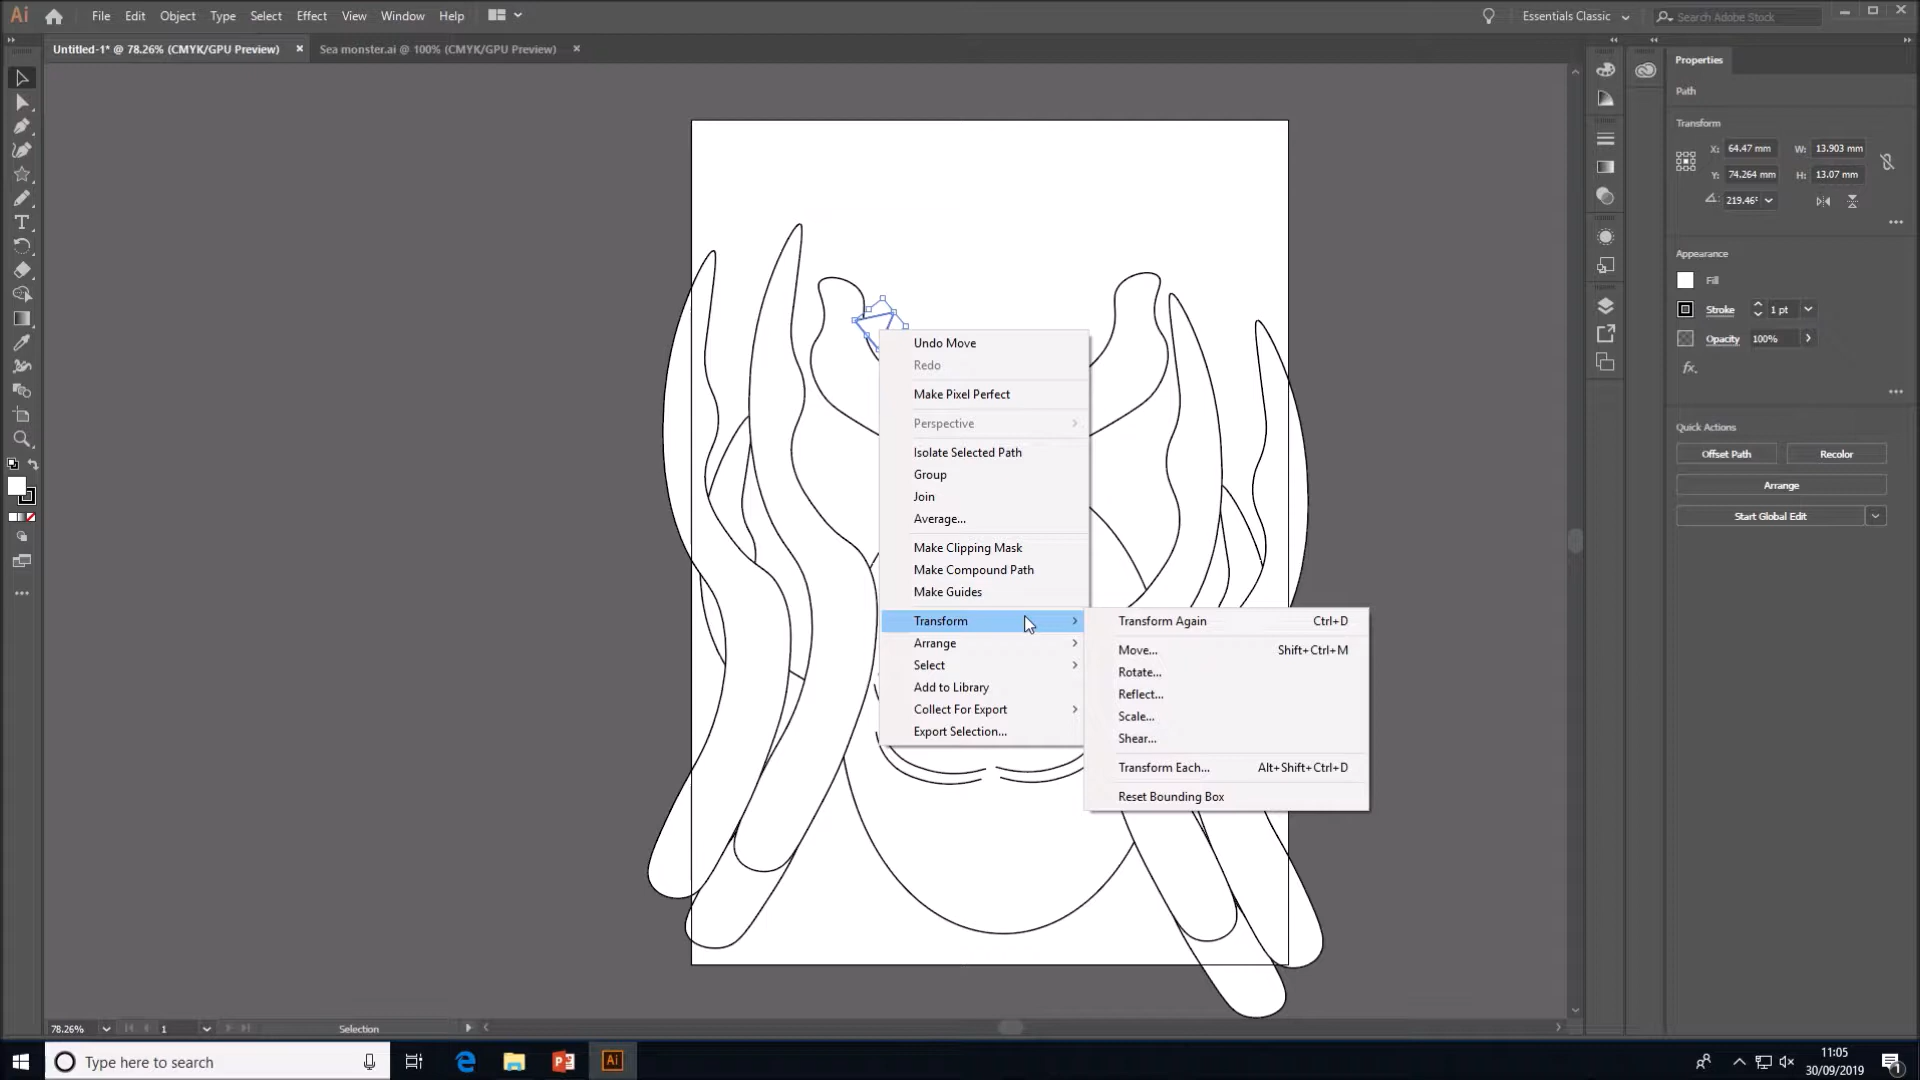 Ai File Edit Object Type Select Effect View Window Help Essentials Classic Search Adobe Stock
Untitled-1* @ 78.26% (CMYK/GPU Preview) × Sea monster.ai @ 100% (CMYK/GPU Preview) ×
Properties
Path
Transform
X: 64.47 mm W: 13.903 mm
Y: 74.264 mm H: 13.07 mm
219.46°
Appearance
Fill
Stroke 1 pt
Opacity 100%
fx.
Quick Actions
Offset Path Recolor
Arrange
Start Global Edit
Undo Move
Redo
Make Pixel Perfect
Perspective
Isolate Selected Path
Group
Join
Average...
Make Clipping Mask
Make Compound Path
Make Guides
Transform
Arrange
Select
Add to Library
Collect For Export
Export Selection...
Transform Again Ctrl+D
Move... Shift+Ctrl+M
Rotate...
Reflect...
Scale...
Shear...
Transform Each... Alt+Shift+Ctrl+D
Reset Bounding Box
78.26% 1 Selection
Type here to search
Ai
11:05
30/09/2019
1